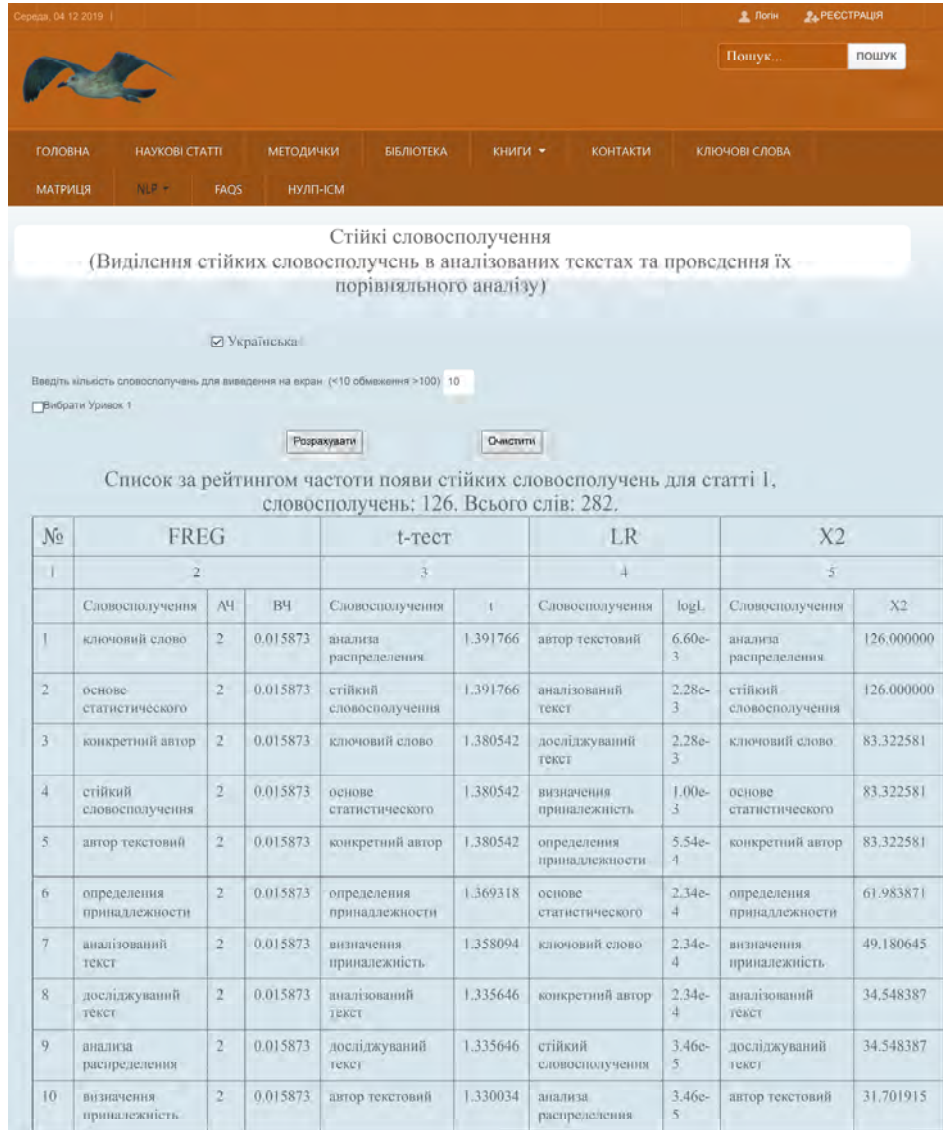 Середа, 04 12 2019
Логін РЕЄСТРАЦІЯ
Пошук... ПОШУК
ГОЛОВНА НАУКОВІ СТАТТІ МЕТОДИЧКИ БІБЛІОТЕКА КНИГИ КОНТАКТИ КЛЮЧОВІ СЛОВА
МАТРИЦЯ NLP FAQS НУЛП-ІСМ
Стійкі словосполучення
(Виділення стійких словосполучень в аналізованих текстах та проведення їх
порівняльного аналізу)
Українська
Введіть кількість словосполучень для виведення на екран (<10 обмеження >100) 10
Вибрати Уривок 1
Розрахувати Очистити
Список за рейтингом частоти появи стійких словосполучень для статті 1,
словосполучень: 126. Всього слів: 282.
№ FREG t-тест LR X2
1 2 3 4 5
Словосполучення АЧ ВЧ Словосполучення t Словосполучення logL Словосполучення X2
1 ключовий слово 2 0.015873 анализа 1.391766 автор текстовий 6.60e- анализа 126.000000
распределения 3 распределения
2 основе 2 0.015873 стійкий 1.391766 аналізований 2.28e- стійкий 126.000000
статистического словосполучення текст 3 словосполучення
3 конкретний автор 2 0.015873 ключовий слово 1.380542 досліджуваний 2.28e- ключовий слово 83.322581
текст 3
4 стійкий 2 0.015873 основе 1.380542 визначення 1.00e- основе 83.322581
словосполучення статистического приналежність 3 статистического
5 автор текстовий 2 0.015873 конкретний автор 1.380542 определения 5.54e- конкретний автор 83.322581
принадлежности 4
6 определения 2 0.015873 определения 1.369318 основе 2.34e- определения 61.983871
принадлежности принадлежности статистического 4 принадлежности
7 аналізований 2 0.015873 визначення 1.358094 ключовий слово 2.34e- визначення 49.180645
текст приналежність 4 приналежність
8 досліджуваний 2 0.015873 аналізований 1.335646 конкретний автор 2.34e- аналізований 34.548387
текст текст 4 текст
9 анализа 2 0.015873 досліджуваний 1.335646 стійкий 3.46e- досліджуваний 34.548387
распределения текст словосполучення 5 текст
10 визначення 2 0.015873 автор текстовий 1.330034 анализа 3.46e- автор текстовий 31.701915
приналежність распределения 5